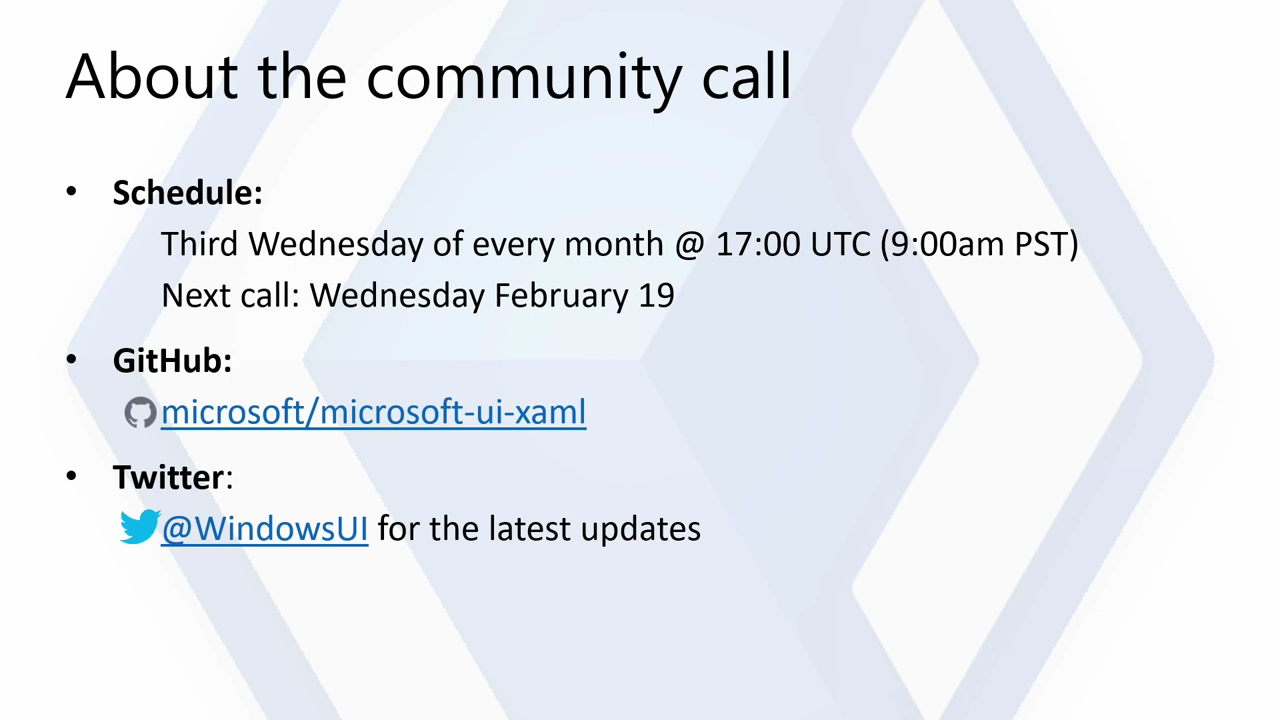 About the community call
• Schedule:
Third Wednesday of every month @ 17:00 UTC (9:00am PST)
Next call: Wednesday February 19
• GitHub:
microsoft/microsoft-ui-xaml
• Twitter:
@WindowsUI for the latest updates